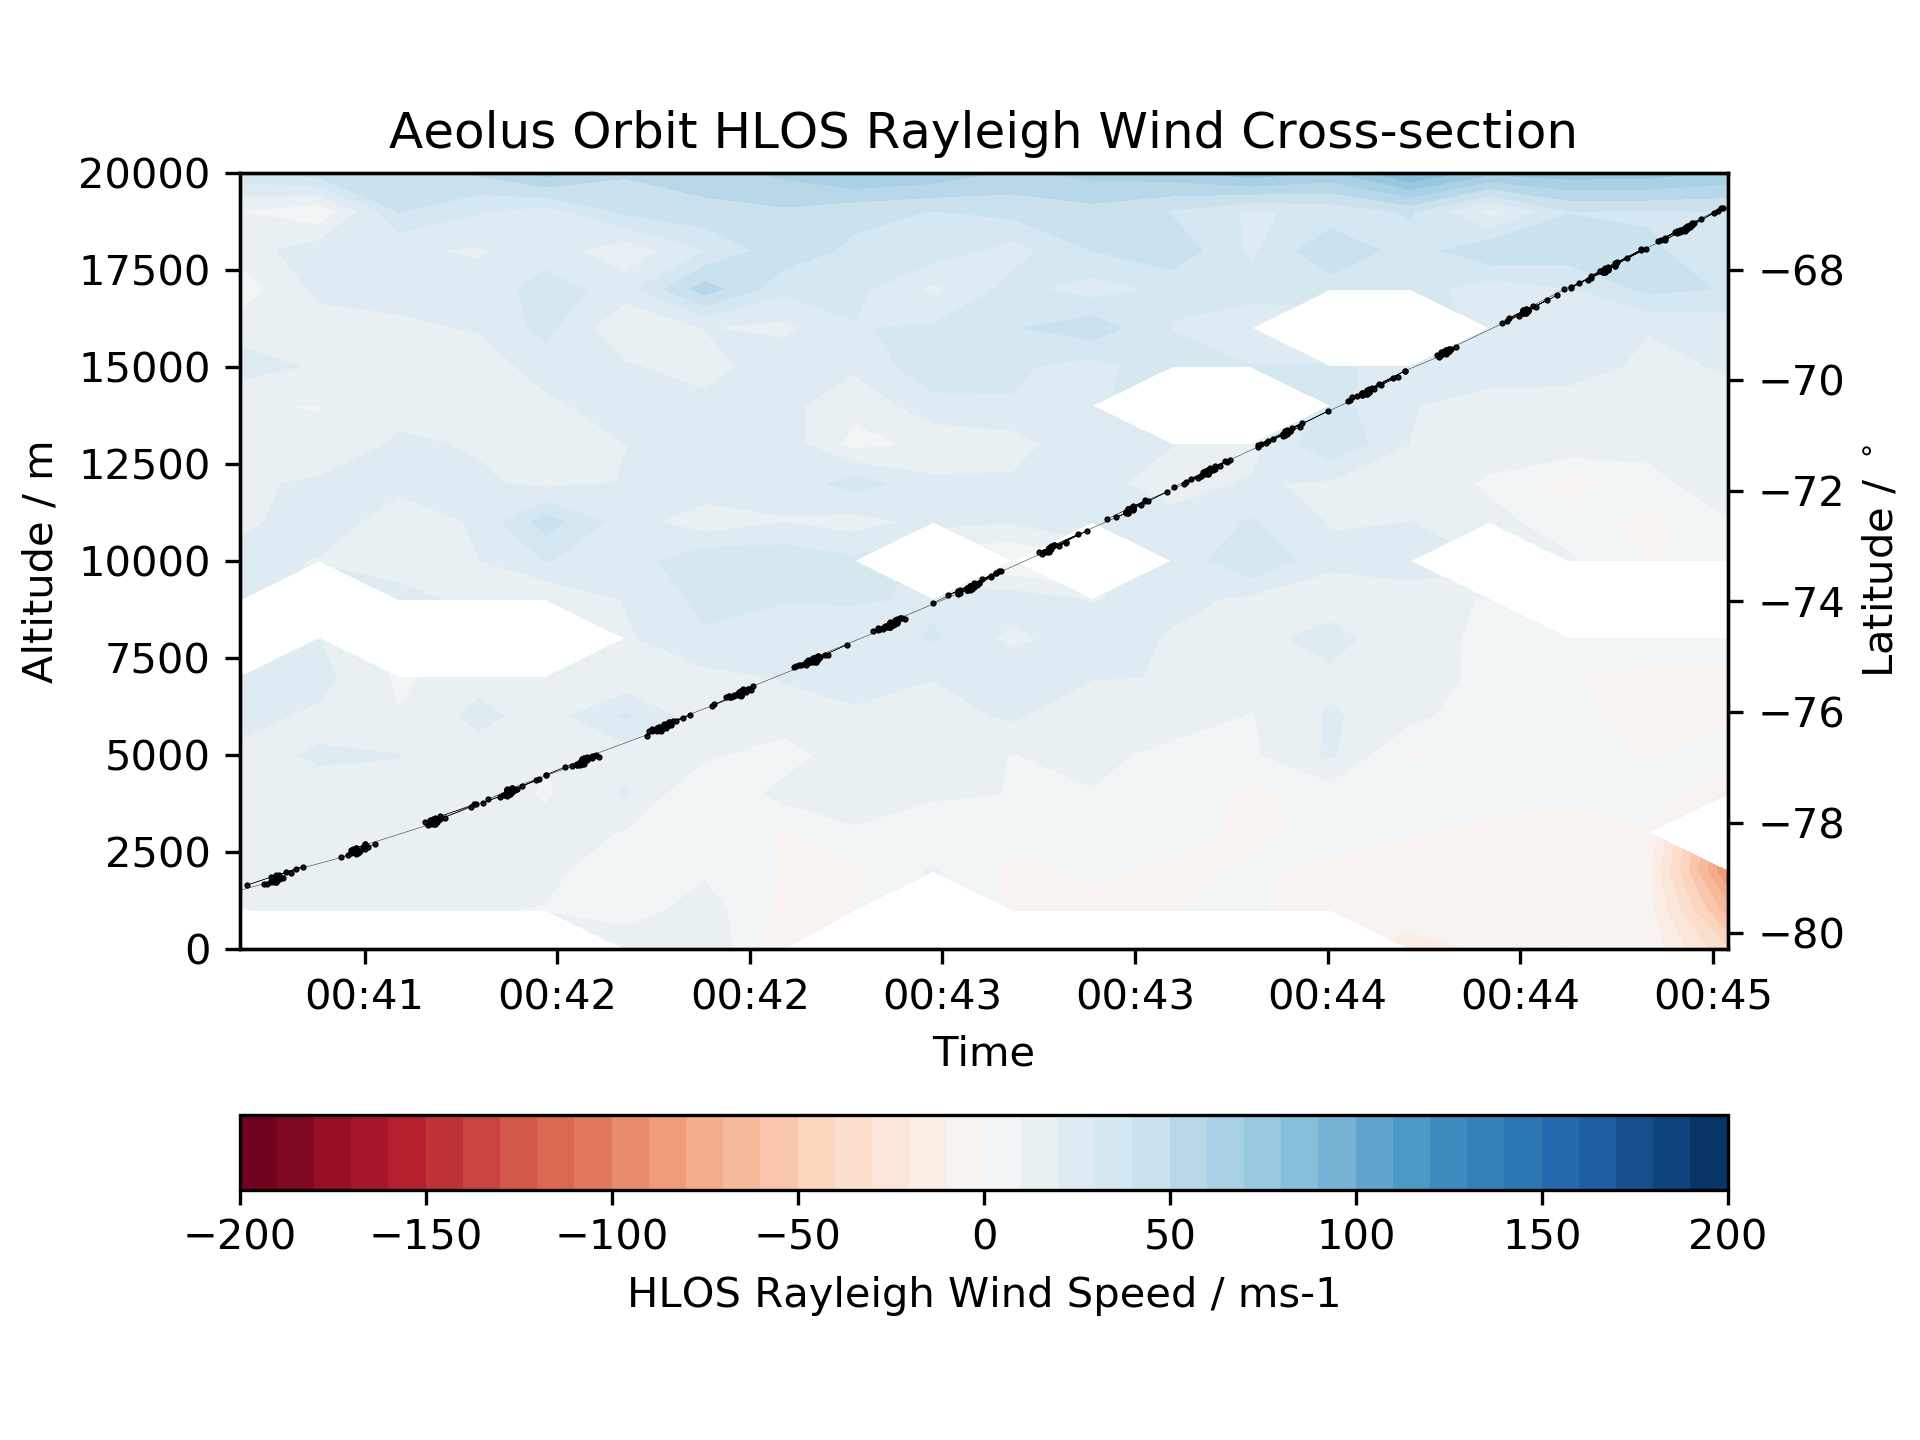 Aeolus Orbit HLOS Rayleigh Wind Cross-section
20000
17500
15000
12500
10000
7500
5000
2500
0
Altitude / m
−68
−70
−72
−74
−76
−78
−80
Latitude / °
00:41 00:42 00:42 00:43 00:43 00:44 00:44 00:45
Time
−200 −150 −100 −50 0 50 100 150 200
HLOS Rayleigh Wind Speed / ms-1